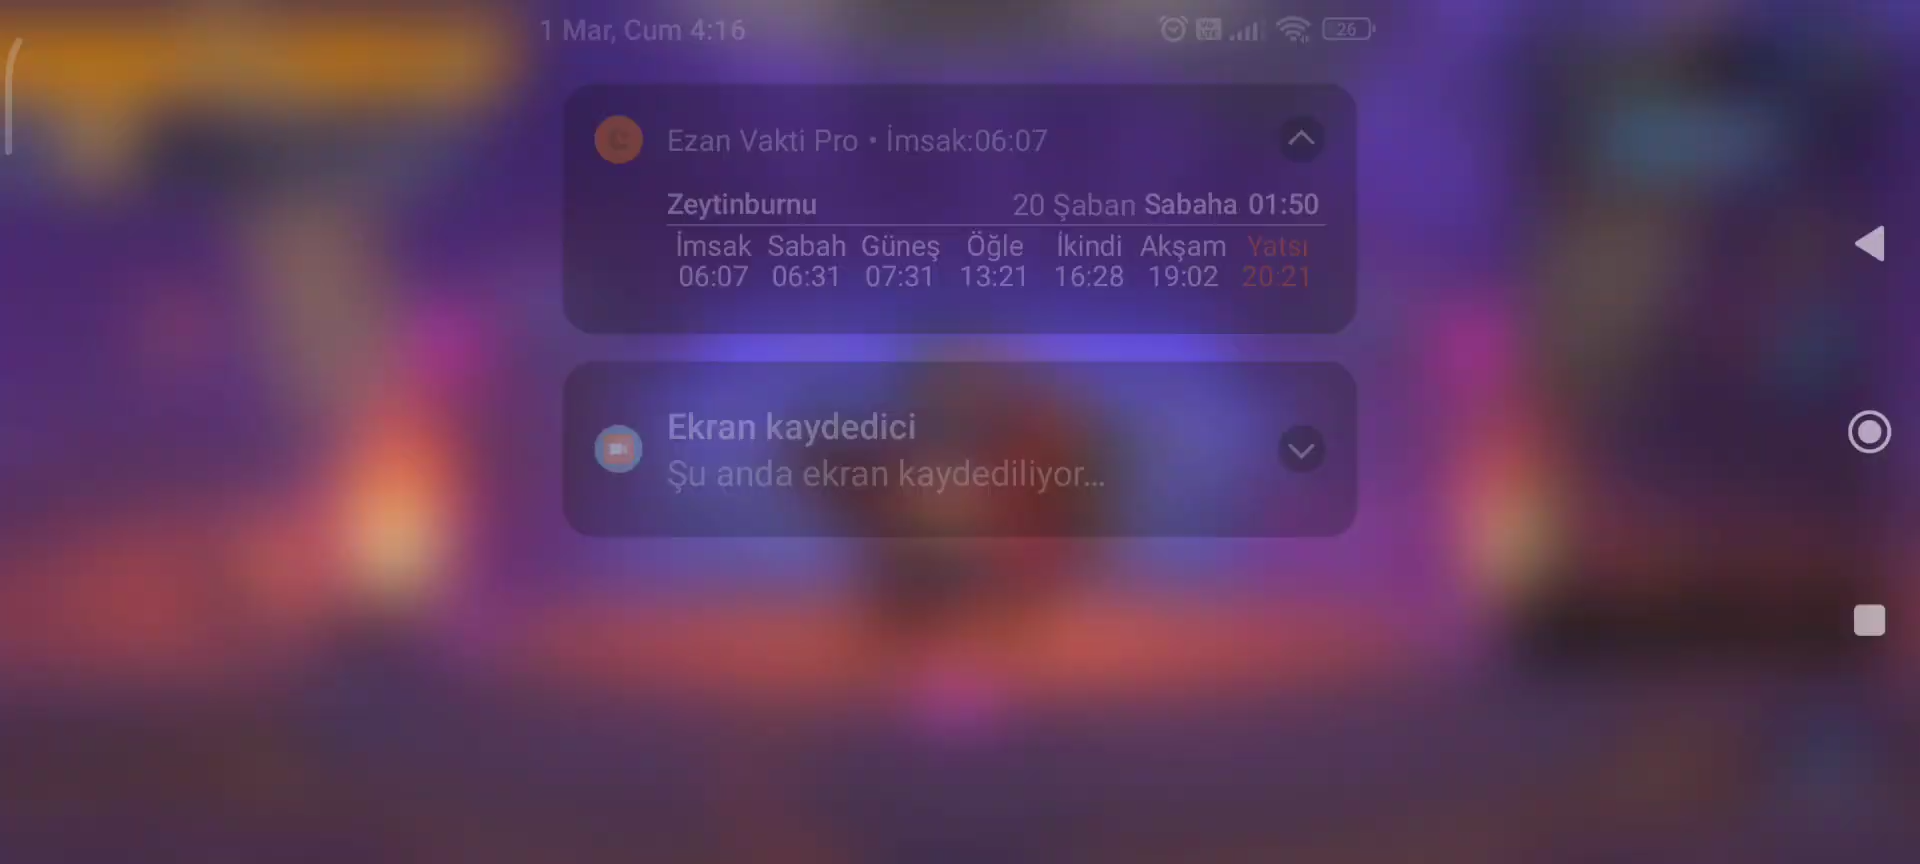 1 Mar, Cum 4:16
26
Ezan Vakti Pro • İmsak:06:07
Zeytinburnu 20 Şaban Sabaha 01:50
İmsak Sabah Güneş Öğle İkindi Akşam Yatsı
06:07 06:31 07:31 13:21 16:28 19:02 20:21
Ekran kaydedici
Şu anda ekran kaydediliyor...